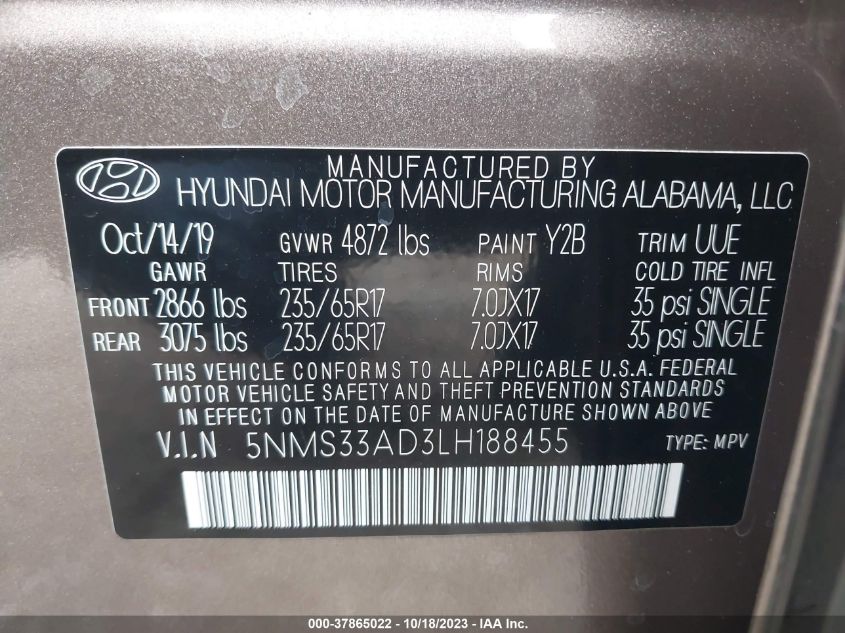 MANUFACTURED BY
HYUNDAI MOTOR MANUFACTURING ALABAMA, LLC
Oct/14/19 GVWR 4872 lbs PAINT Y2B TRIM UUE
GAWR TIRES RIMS COLD TIRE INFL
FRONT 2866 lbs 235/65R17 7.0JX17 35 psi SINGLE
REAR 3075 lbs 235/65R17 7.0JX17 35 psi SINGLE
THIS VEHICLE CONFORMS TO ALL APPLICABLE U.S.A. FEDERAL
MOTOR VEHICLE SAFETY AND THEFT PREVENTION STANDARDS
IN EFFECT ON THE DATE OF MANUFACTURE SHOWN ABOVE
V.I.N 5NMS33AD3LH188455 TYPE: MPV
000-37865022 - 10/18/2023 - IAA Inc.